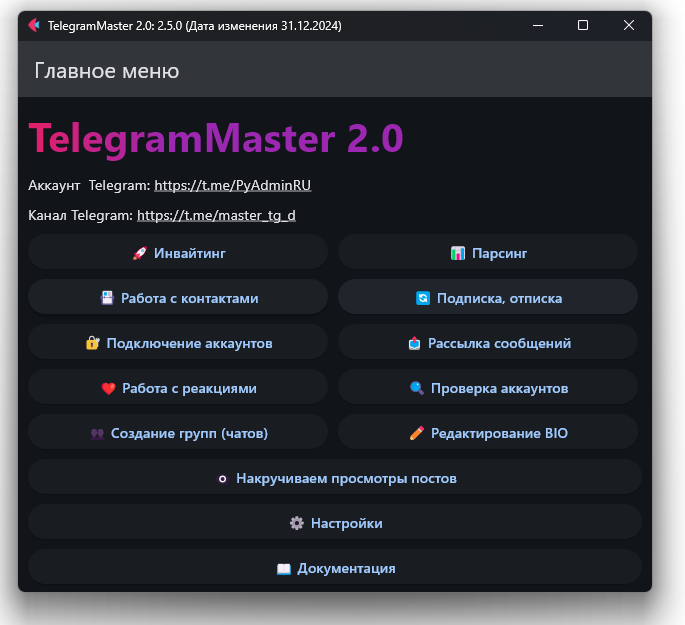 TelegramMaster 2.0: 2.5.0 (Дата изменения 31.12.2024)
Главное меню
TelegramMaster 2.0
Аккаунт Telegram: https://t.me/PyAdminRU
Канал Telegram: https://t.me/master_tg_d
Инвайтинг
Парсинг
Работа с контактами
Подписка, отписка
Подключение аккаунтов
Рассылка сообщений
Работа с реакциями
Проверка аккаунтов
Создание групп (чатов)
Редактирование BIO
Накручиваем просмотры постов
Настройки
Документация